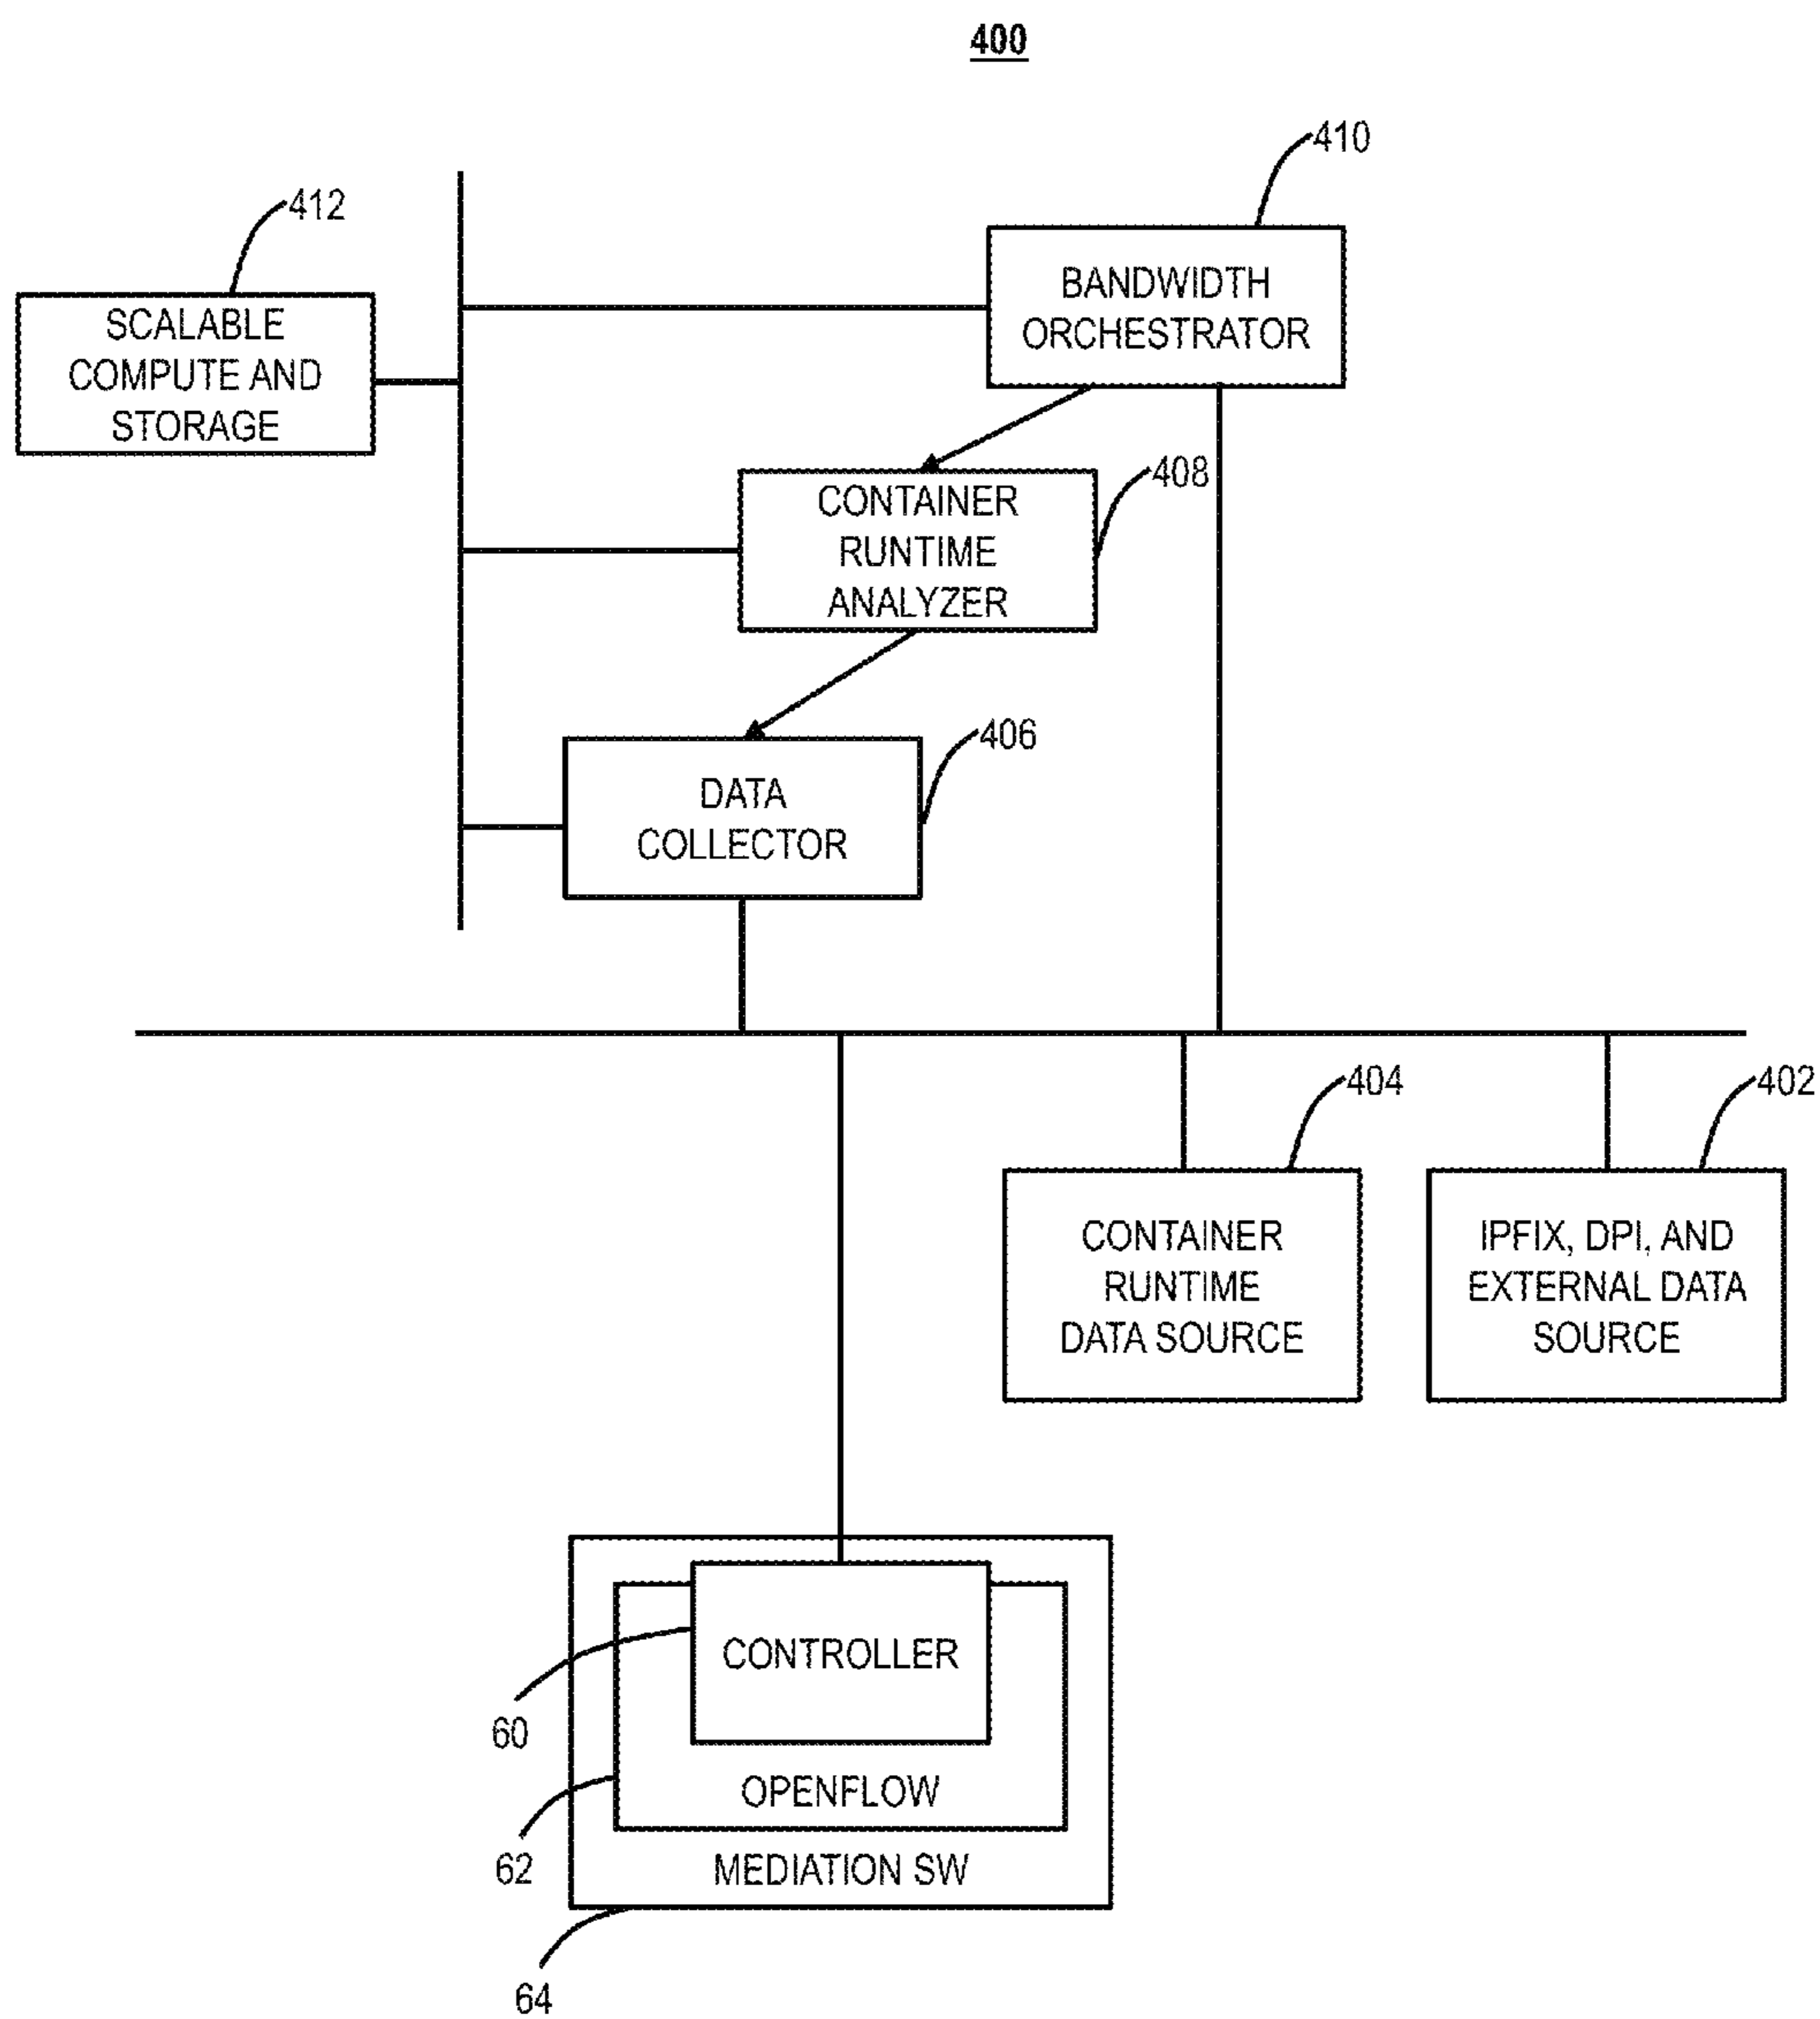 400
410
412
BANDWIDTH
ORCHESTRATOR
SCALABLE
COMPUTE AND
STORAGE
408
CONTAINER
RUNTIME
ANALYZER
406
DATA
COLLECTOR
404
402
CONTAINER
RUNTIME
DATA SOURCE
IPFIX, DPI, AND
EXTERNAL DATA
SOURCE
CONTROLLER
60
OPENFLOW
62
MEDIATION SW
64